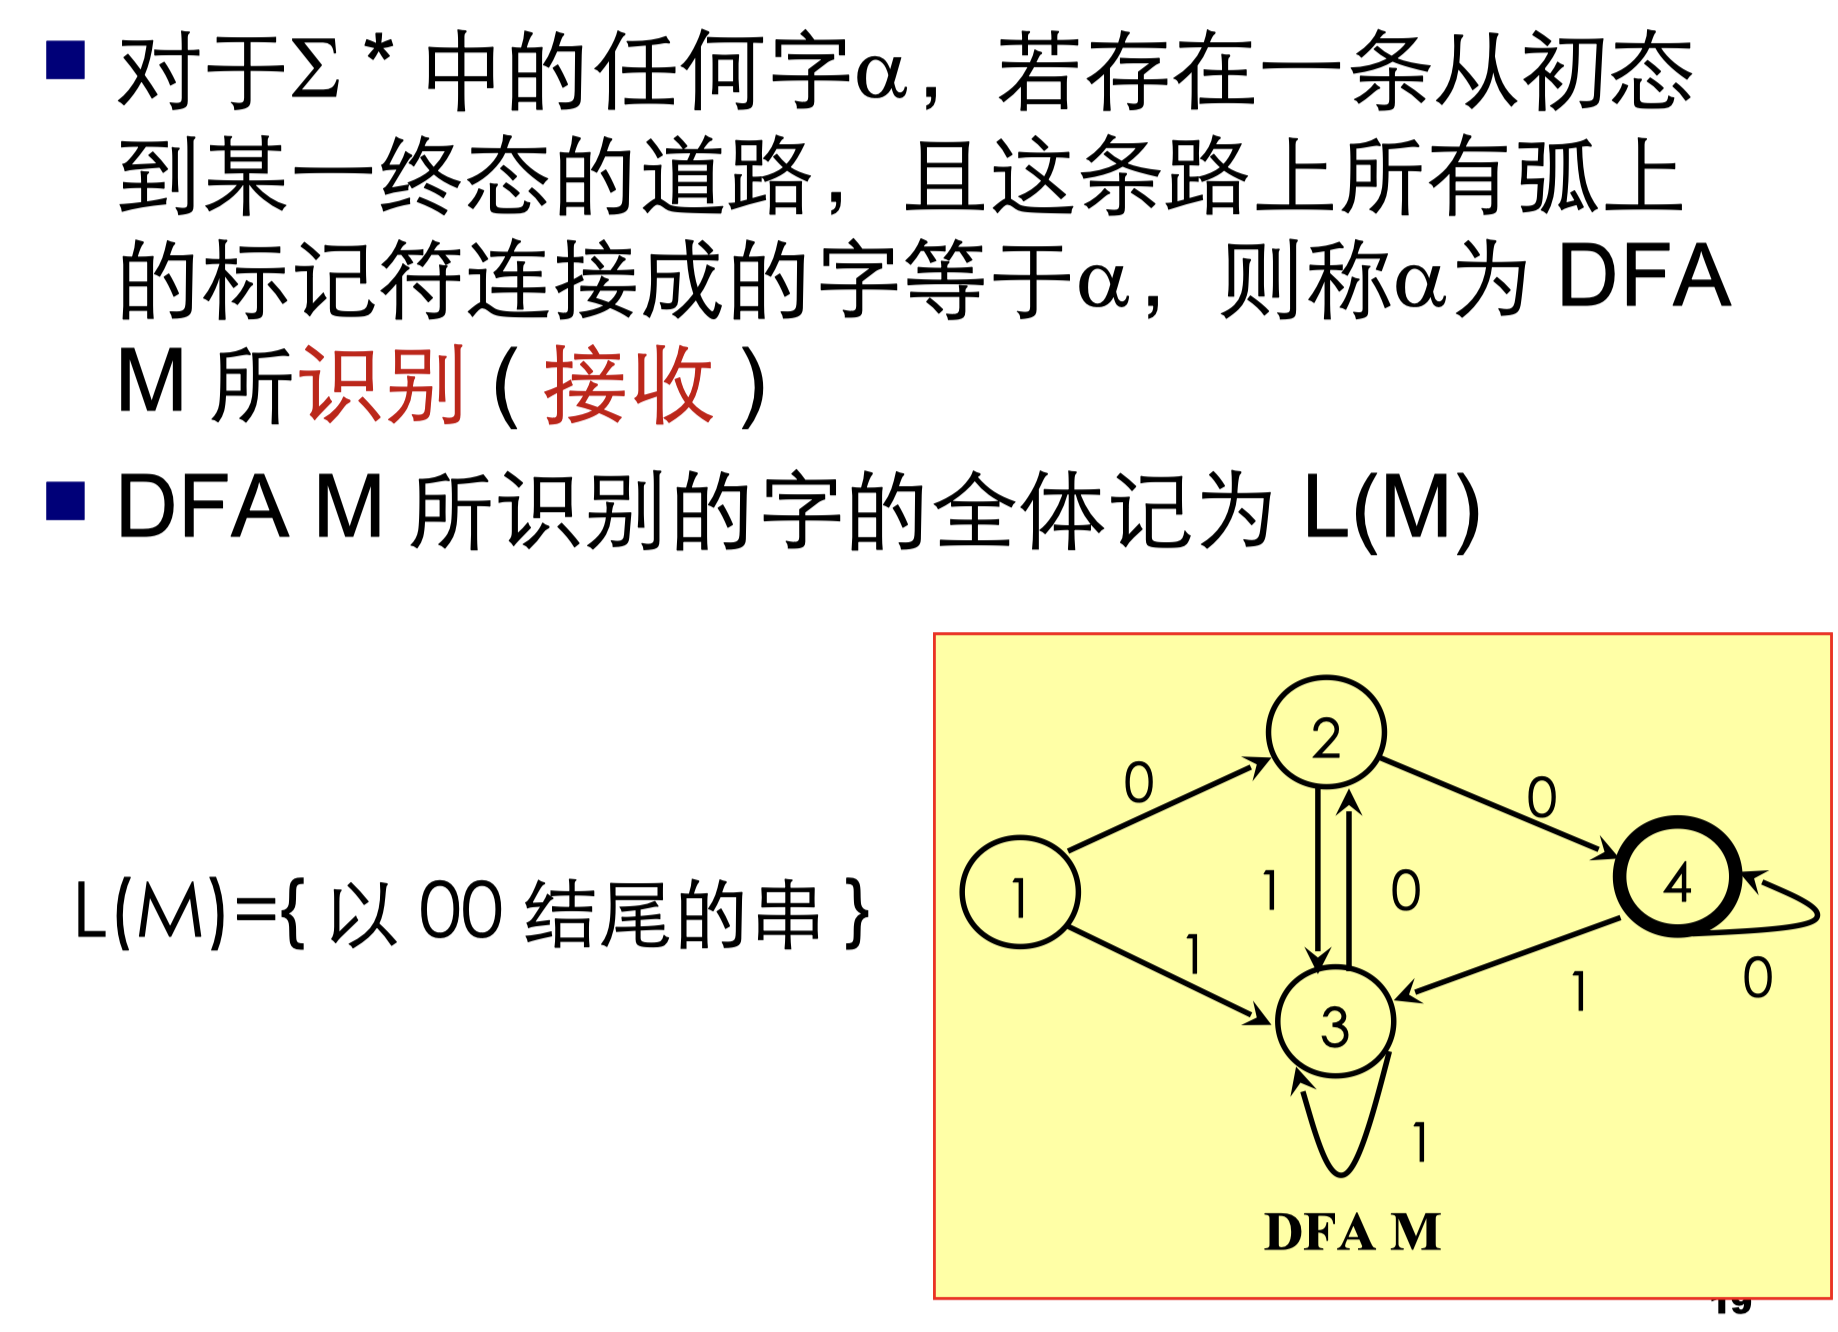 对于Σ * 中的任何字α，若存在一条从初态
到某一终态的道路，且这条路上所有弧上
的标记符连接成的字等于α，则称α为 DFA
M 所识别 ( 接收 )
DFA M 所识别的字的全体记为 L(M)
L(M)={ 以 00 结尾的串 }
2
0
0
1
1
0
4
1
3
1
0
1
DFA M
19